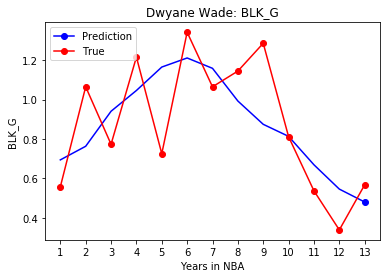 Dwyane Wade: BLK_G
Prediction
True
BLK_G
1.2
1.0
0.8
0.6
0.4
1 2 3 4 5 6 7 8 9 10 11 12 13
Years in NBA